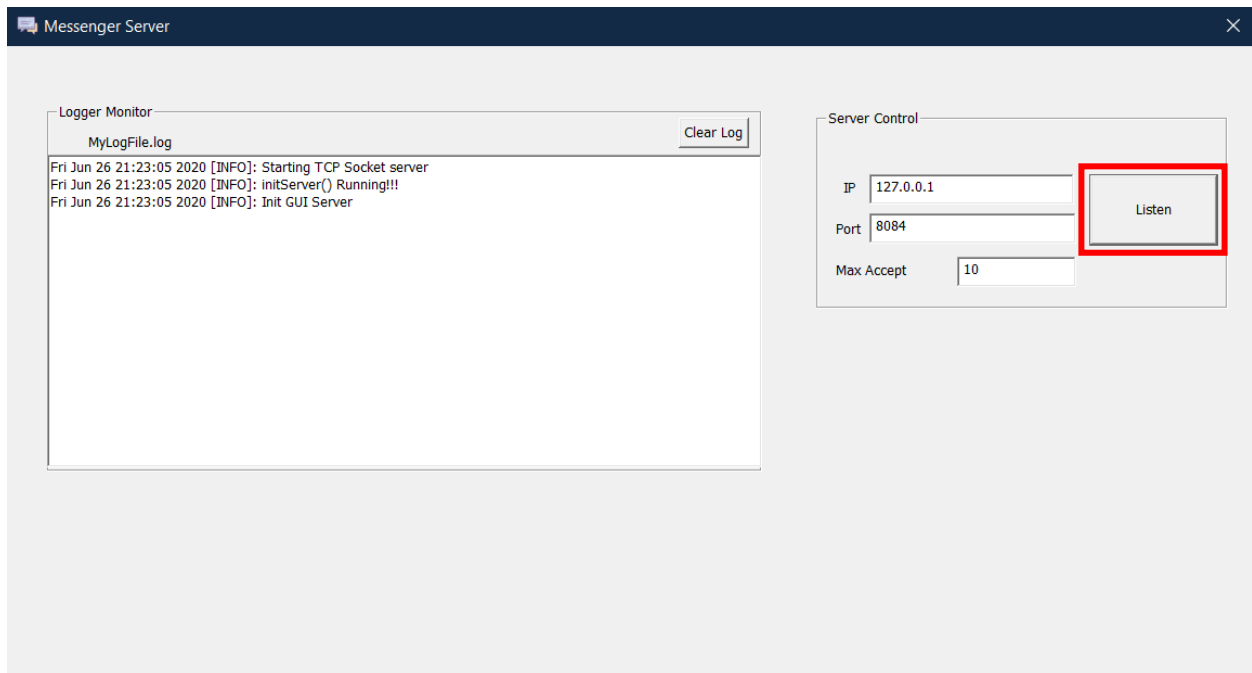 Messenger Server
Logger Monitor
MyLogFile.log
Clear Log
Fri Jun 26 21:23:05 2020 [INFO]: Starting TCP Socket server
Fri Jun 26 21:23:05 2020 [INFO]: initServer() Running!!!
Fri Jun 26 21:23:05 2020 [INFO]: Init GUI Server
Server Control
IP 127.0.0.1
Listen
Port 8084
Max Accept 10